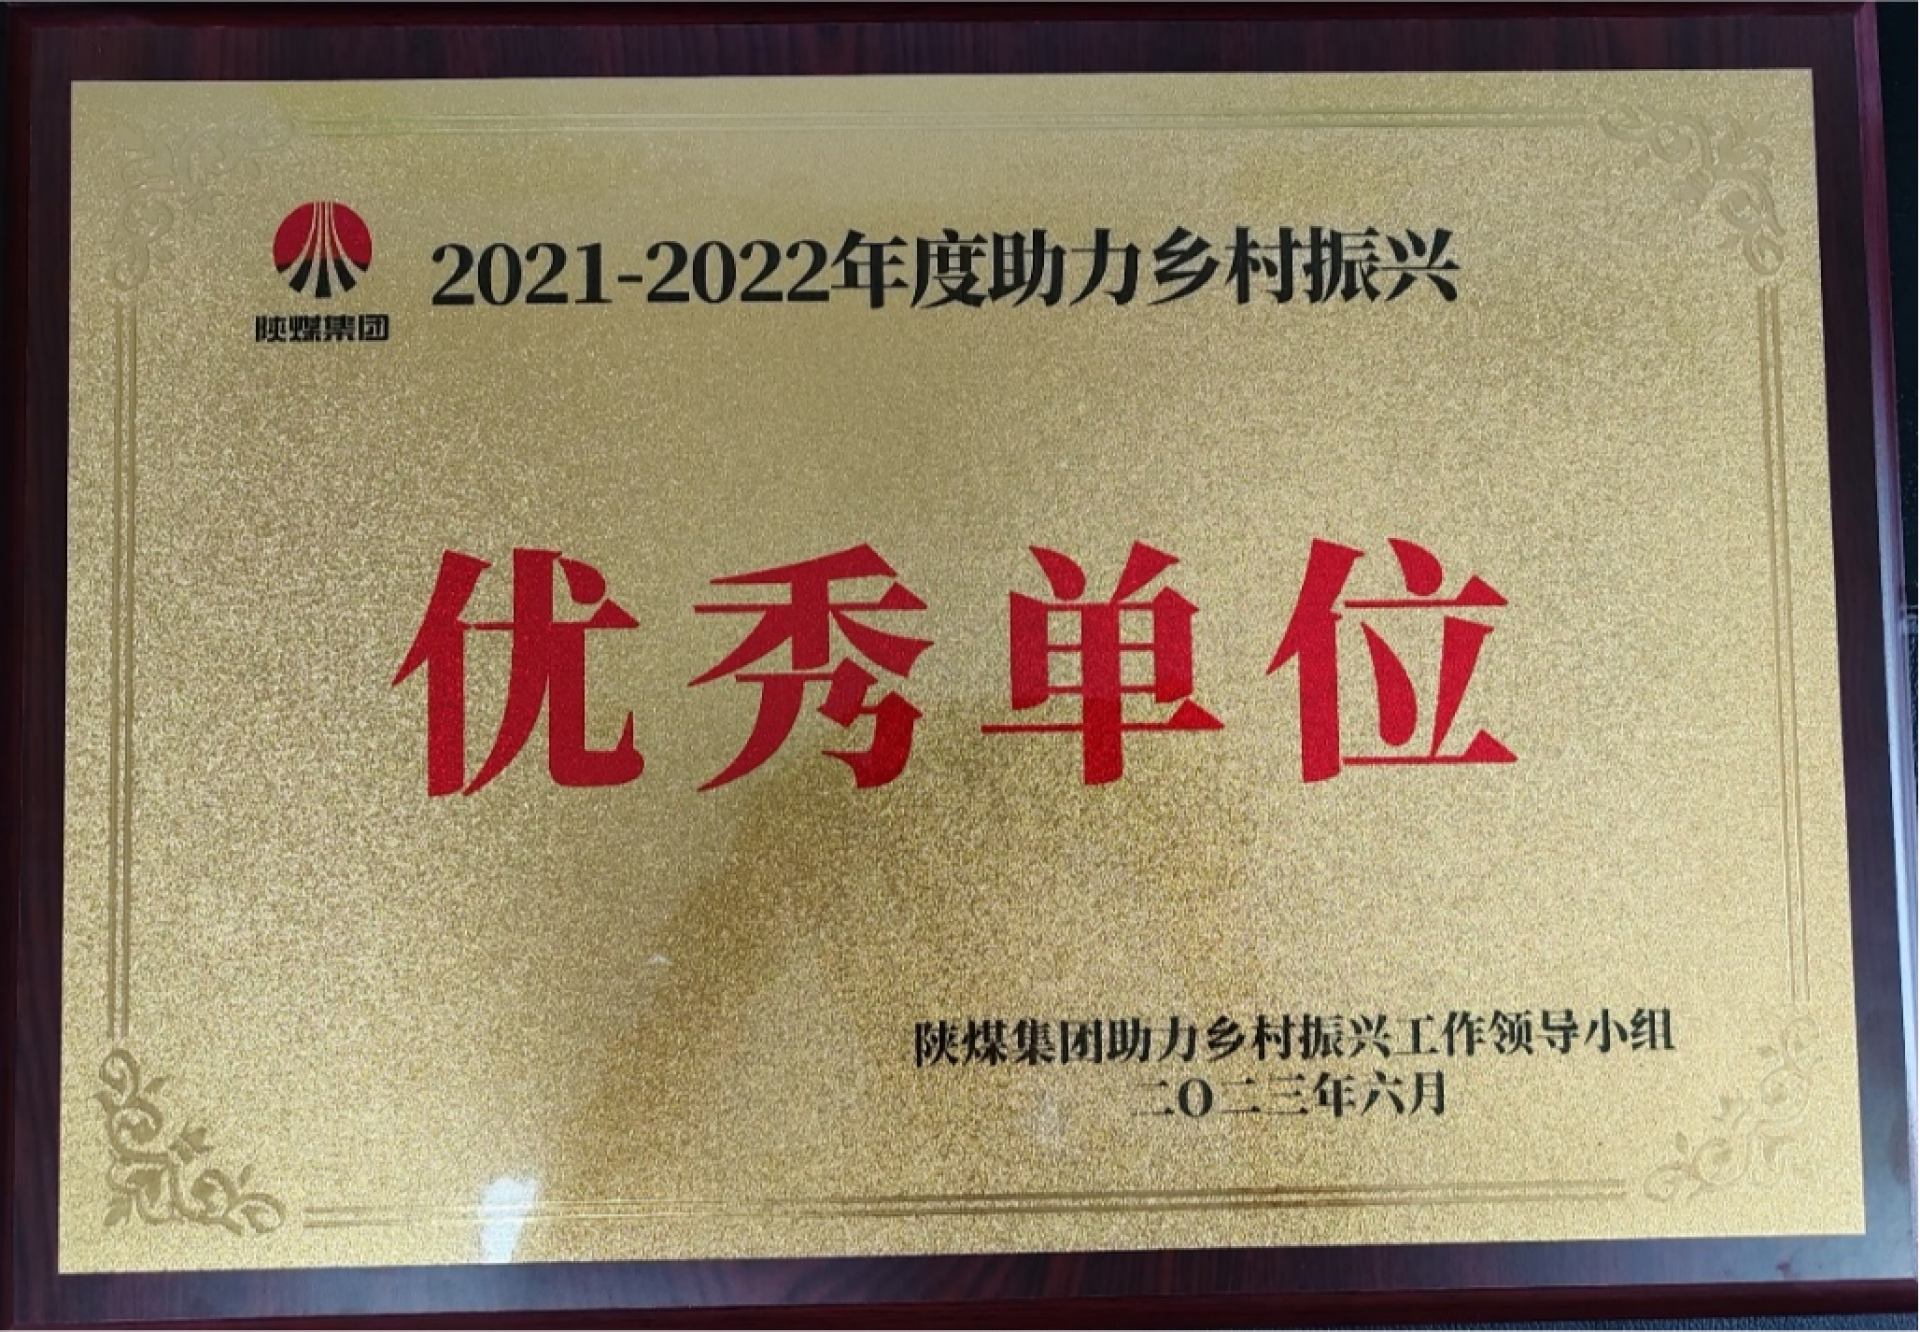 陕煤集团
2021-2022年度助力乡村振兴
优秀单位
陕煤集团助力乡村振兴工作领导小组
二〇二三年六月